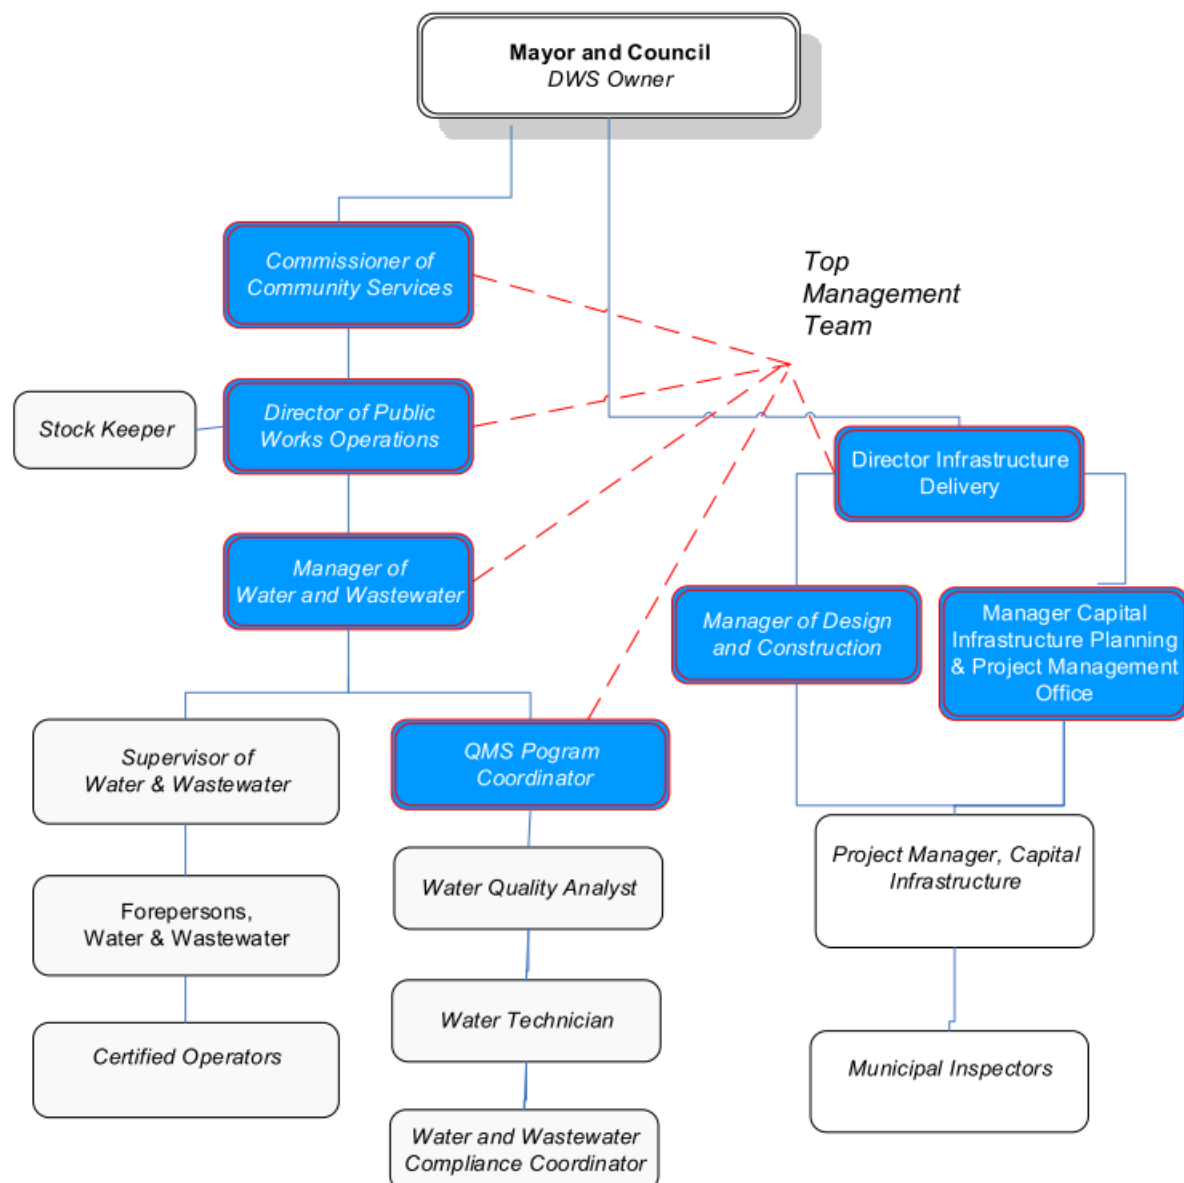 Mayor and Council
DWS Owner
Commissioner of
Community Services
Top
Management
Team
Stock Keeper
Director of Public
Works Operations
Director Infrastructure
Delivery
Manager of
Water and Wastewater
Manager of Design
and Construction
Manager Capital
Infrastructure Planning
& Project Management
Office
Supervisor of
Water & Wastewater
QMS Pogram
Coordinator
Project Manager, Capital
Infrastructure
Water Quality Analyst
Forepersons,
Water & Wastewater
Water Technician
Certified Operators
Municipal Inspectors
Water and Wastewater
Compliance Coordinator